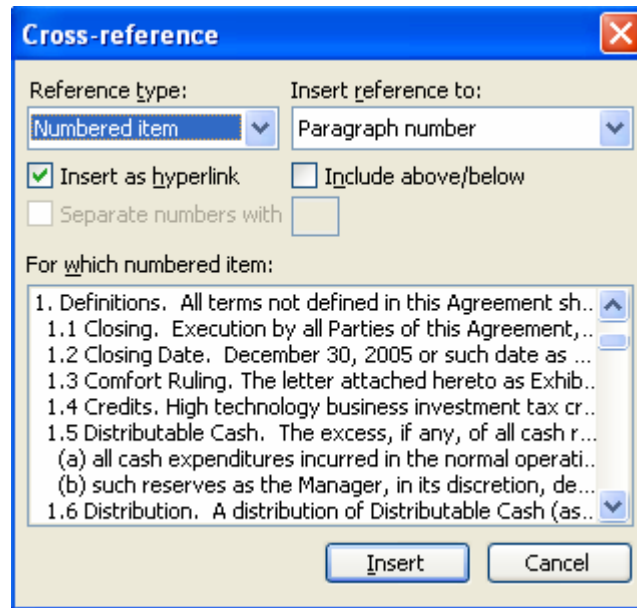 Cross-reference
Reference type: Insert reference to:
Numbered item Paragraph number
Insert as hyperlink Include above/below
Separate numbers with
For which numbered item:
1. Definitions.  All terms not defined in this Agreement sh...
1.1 Closing.  Execution by all Parties of this Agreement,...
1.2 Closing Date.  December 30, 2005 or such date as ...
1.3 Comfort Ruling. The letter attached hereto as Exhib...
1.4 Credits. High technology business investment tax cr...
1.5 Distributable Cash.  The excess, if any, of all cash r...
(a) all cash expenditures incurred in the normal operati...
(b) such reserves as the Manager, in its discretion, de...
1.6 Distribution.  A distribution of Distributable Cash (as...
Insert Cancel